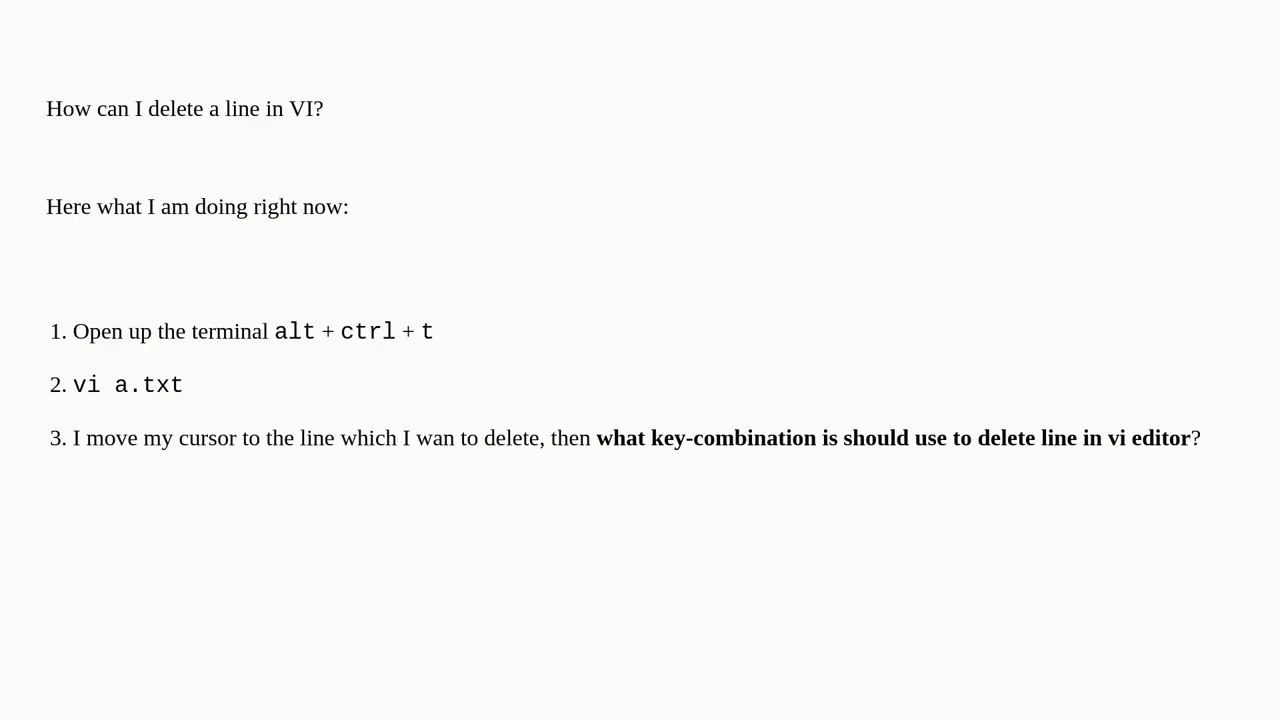 How can I delete a line in VI?
Here what I am doing right now:
1. Open up the terminal alt + ctrl + t
2. vi a.txt
3. I move my cursor to the line which I wan to delete, then what key-combination is should use to delete line in vi editor?